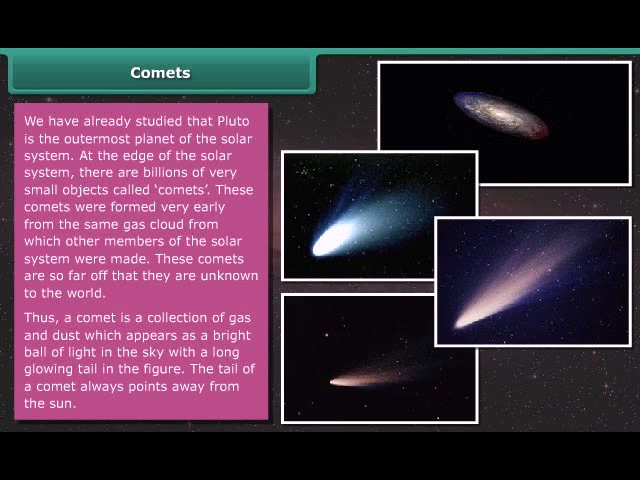 Comets
We have already studied that Pluto
is the outermost planet of the solar
system. At the edge of the solar
system, there are billions of very
small objects called ‘comets’. These
comets were formed very early
from the same gas cloud from
which other members of the solar
system were made. These comets
are so far off that they are unknown
to the world.
Thus, a comet is a collection of gas
and dust which appears as a bright
ball of light in the sky with a long
glowing tail in the figure. The tail of
a comet always points away from
the sun.